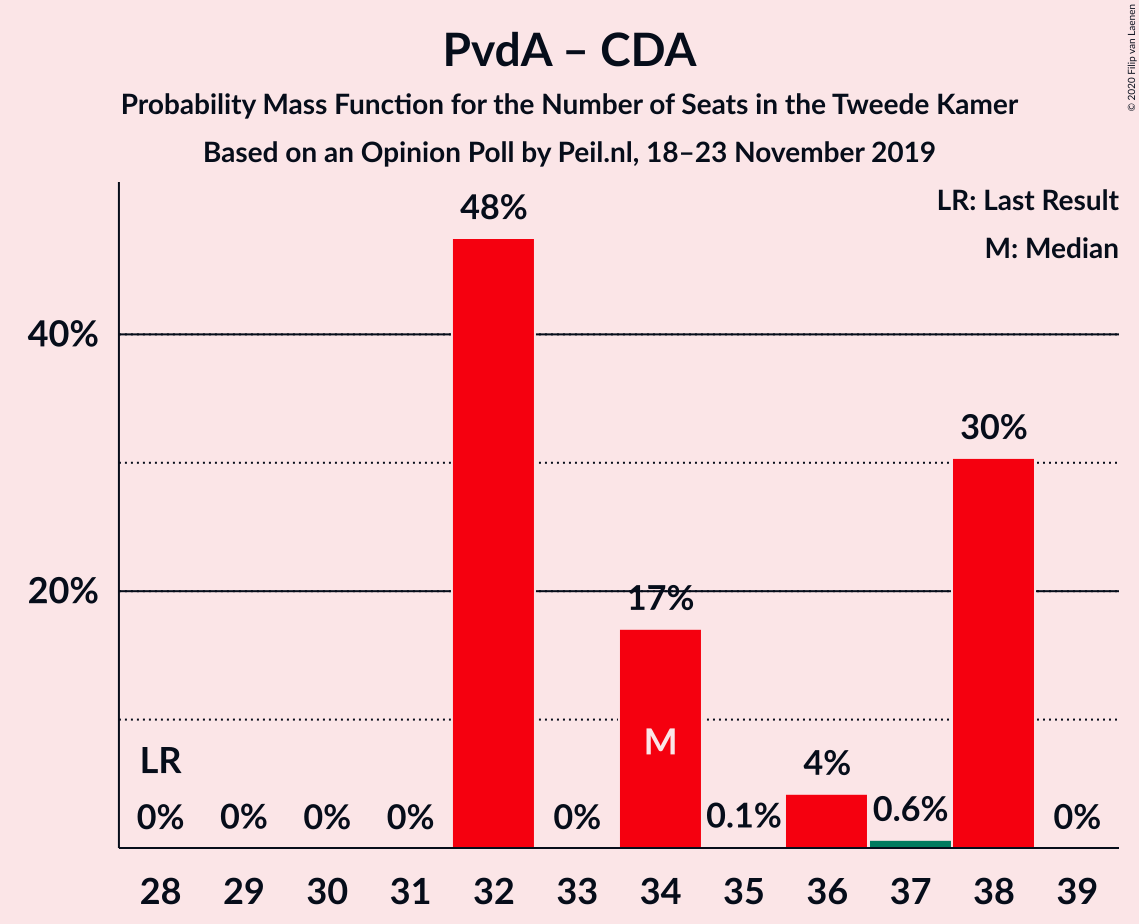 PvdA – CDA
Probability Mass Function for the Number of Seats in the Tweede Kamer
Based on an Opinion Poll by Peil.nl, 18–23 November 2019
© 2020 Filip van Laenen
LR: Last Result
M: Median
48%
40%
30%
20%
17%
M
LR
4%
0% 0% 0% 0% 0% 0.1% 0.6% 0%
28 29 30 31 32 33 34 35 36 37 38 39